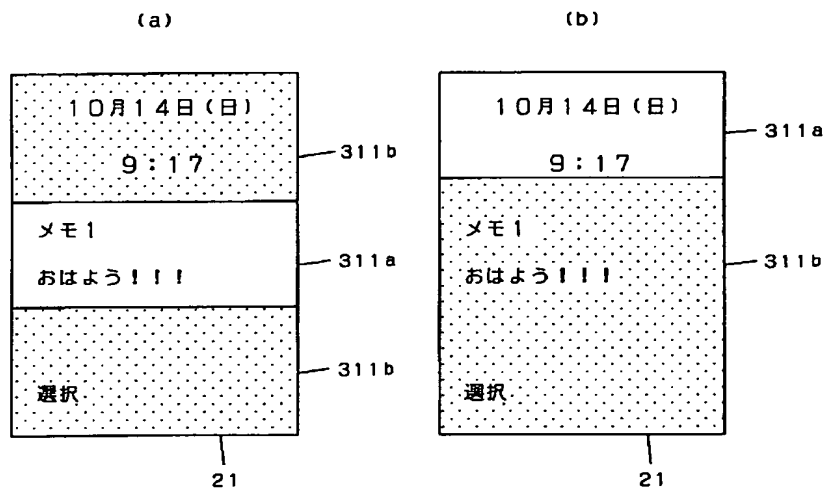 (a)
１０月１４日(日)
９：１７
311b
メモ１
311a
おはよう！！！
311b
選択
21
(b)
１０月１４日(日)
311a
９：１７
メモ１
311b
おはよう！！！
選択
21